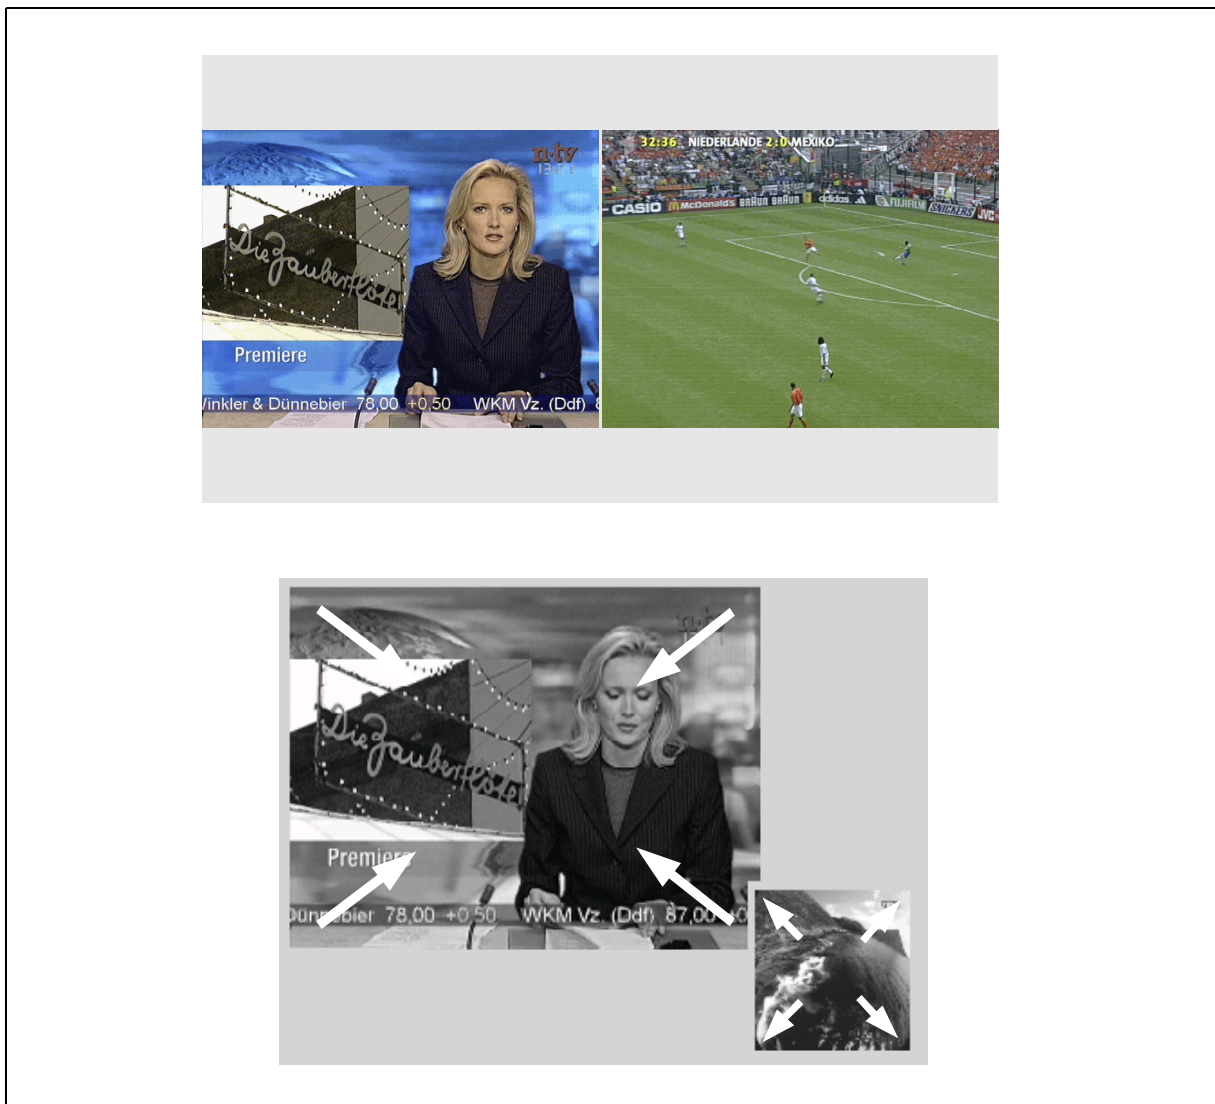 n-tv
32:36 NIEDERLANDE 2:0 MEXIKO
CASIO McDonald's BRAUN BRAUN adidas FUJIFILM SNICKERS JVC
Die Zauberflöte
Premiere
inkler & Dünnebier 78,00 +0,50 WKM Vz. (Ddf)
n-tv
Die Zauberflöte
Premiere
Dünnebier 78,00 +0,50 WKM Vz. (Ddf) 87,00